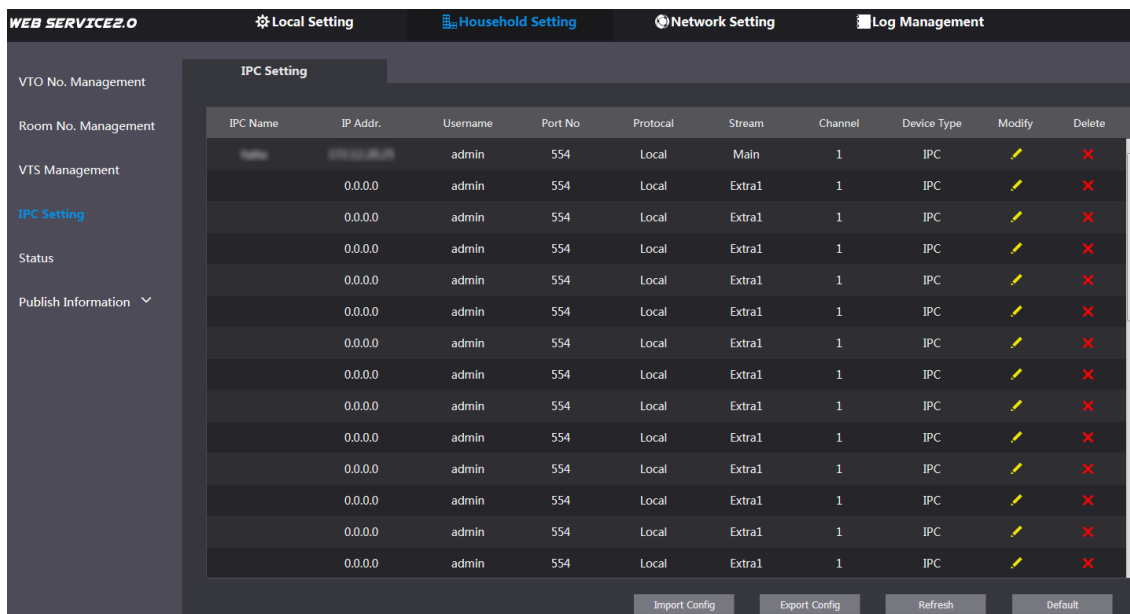 WEB SERVICE2.0 Local Setting Household Setting Network Setting Log Management
IPC Setting
VTO No. Management
Room No. Management
VTS Management
IPC Setting
Status
Publish Information
IPC Name IP Addr. Username Port No Protocal Stream Channel Device Type Modify Delete
admin 554 Local Main 1 IPC
0.0.0.0 admin 554 Local Extra1 1 IPC
0.0.0.0 admin 554 Local Extra1 1 IPC
0.0.0.0 admin 554 Local Extra1 1 IPC
0.0.0.0 admin 554 Local Extra1 1 IPC
0.0.0.0 admin 554 Local Extra1 1 IPC
0.0.0.0 admin 554 Local Extra1 1 IPC
0.0.0.0 admin 554 Local Extra1 1 IPC
0.0.0.0 admin 554 Local Extra1 1 IPC
0.0.0.0 admin 554 Local Extra1 1 IPC
0.0.0.0 admin 554 Local Extra1 1 IPC
0.0.0.0 admin 554 Local Extra1 1 IPC
0.0.0.0 admin 554 Local Extra1 1 IPC
0.0.0.0 admin 554 Local Extra1 1 IPC
Import Config Export Config Refresh Default